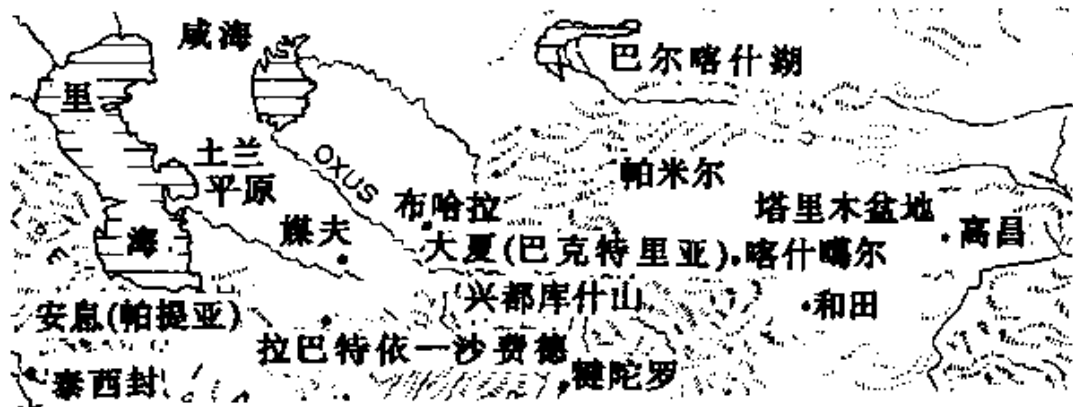 咸海
巴尔喀什湖
里
土兰
平原
OXUS
帕米尔
布哈拉
塔里木盆地
高昌
海
媒夫
大夏(巴克特里亚)
喀什噶尔
兴都库什山
和田
安息(帕提亚)
拉巴特依一沙费德
泰西封
犍陀罗